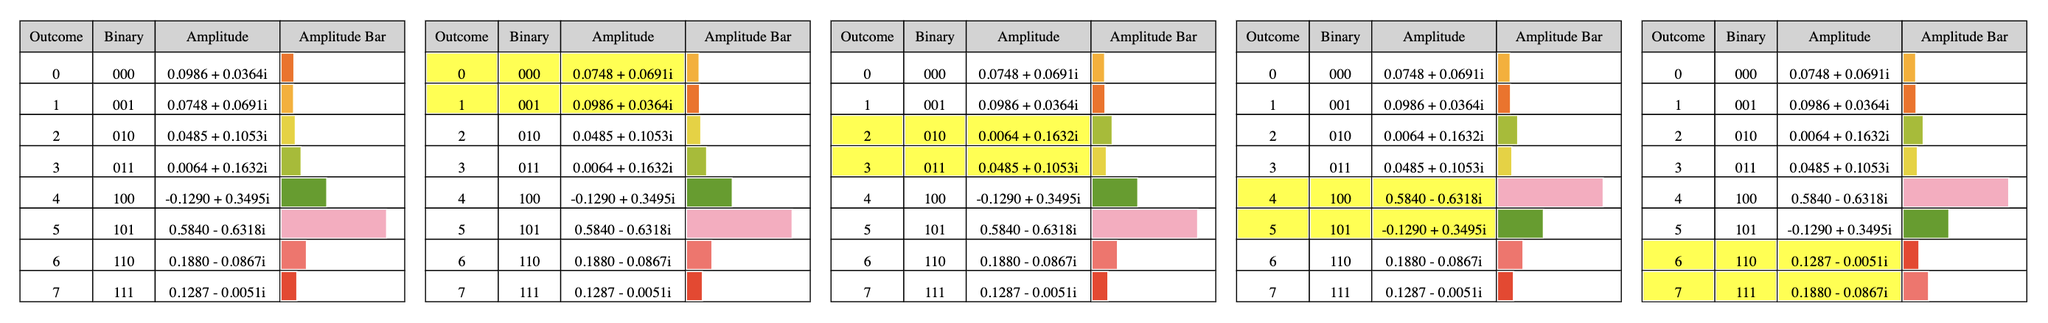 Outcome Binary Amplitude Amplitude Bar
0 000 0.0986 + 0.0364i
1 001 0.0748 + 0.0691i
2 010 0.0485 + 0.1053i
3 011 0.0064 + 0.1632i
4 100 -0.1290 + 0.3495i
5 101 0.5840 - 0.6318i
6 110 0.1880 - 0.0867i
7 111 0.1287 - 0.0051i
Outcome Binary Amplitude Amplitude Bar
0 000 0.0748 + 0.0691i
1 001 0.0986 + 0.0364i
2 010 0.0485 + 0.1053i
3 011 0.0064 + 0.1632i
4 100 -0.1290 + 0.3495i
5 101 0.5840 - 0.6318i
6 110 0.1880 - 0.0867i
7 111 0.1287 - 0.0051i
Outcome Binary Amplitude Amplitude Bar
0 000 0.0748 + 0.0691i
1 001 0.0986 + 0.0364i
2 010 0.0064 + 0.1632i
3 011 0.0485 + 0.1053i
4 100 -0.1290 + 0.3495i
5 101 0.5840 - 0.6318i
6 110 0.1880 - 0.0867i
7 111 0.1287 - 0.0051i
Outcome Binary Amplitude Amplitude Bar
0 000 0.0748 + 0.0691i
1 001 0.0986 + 0.0364i
2 010 0.0064 + 0.1632i
3 011 0.0485 + 0.1053i
4 100 0.5840 - 0.6318i
5 101 -0.1290 + 0.3495i
6 110 0.1880 - 0.0867i
7 111 0.1287 - 0.0051i
Outcome Binary Amplitude Amplitude Bar
0 000 0.0748 + 0.0691i
1 001 0.0986 + 0.0364i
2 010 0.0064 + 0.1632i
3 011 0.0485 + 0.1053i
4 100 0.5840 - 0.6318i
5 101 -0.1290 + 0.3495i
6 110 0.1287 - 0.0051i
7 111 0.1880 - 0.0867i